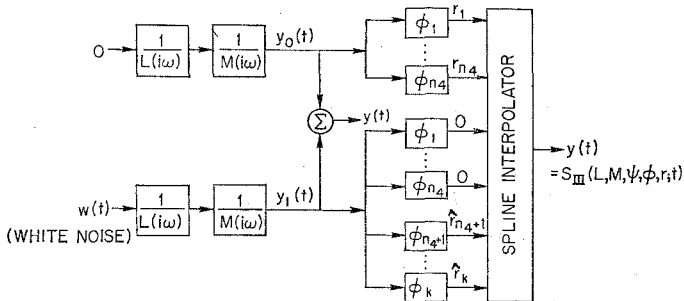 0
1
L(iω)
1
M(iω)
y₀(t)
ϕ₁
r₁
ϕn₄
rn₄
Σ
y(t)
ϕ₁
0
ϕn₄
0
w(t)
(WHITE NOISE)
1
L(iω)
1
M(iω)
y₁(t)
ϕn₄+1
r̂n₄+1
ϕk
r̂k
SPLINE INTERPOLATOR
y(t)
= S_III(L,M,ψ,ϕ,r;t)